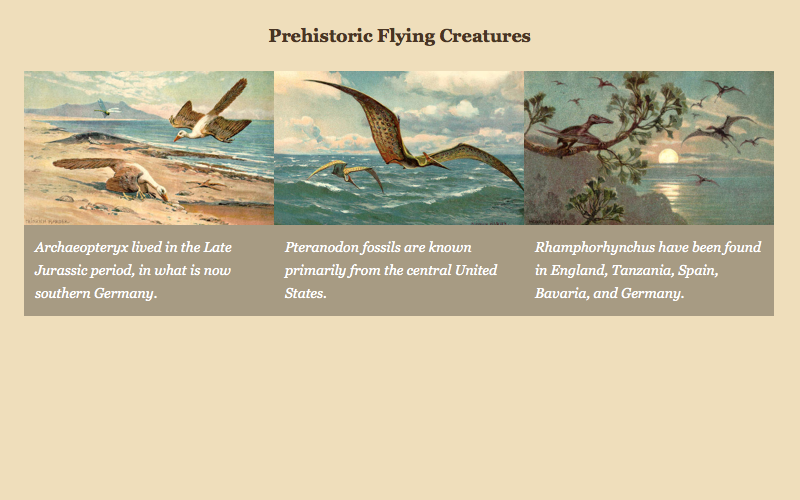 Prehistoric Flying Creatures
Archaeopteryx lived in the Late
Jurassic period, in what is now
southern Germany.
Pteranodon fossils are known
primarily from the central United
States.
Rhamphorhynchus have been found
in England, Tanzania, Spain,
Bavaria, and Germany.